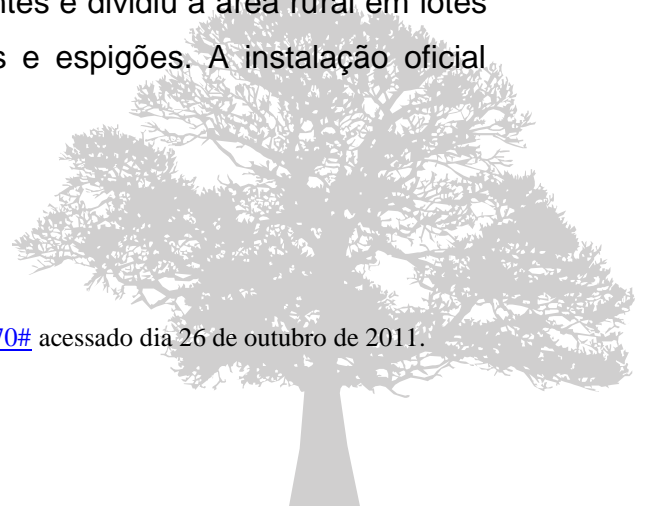 ntes e dividiu a área rural em lotes
s e espigões. A instalação oficial
70# acessado dia 26 de outubro de 2011.